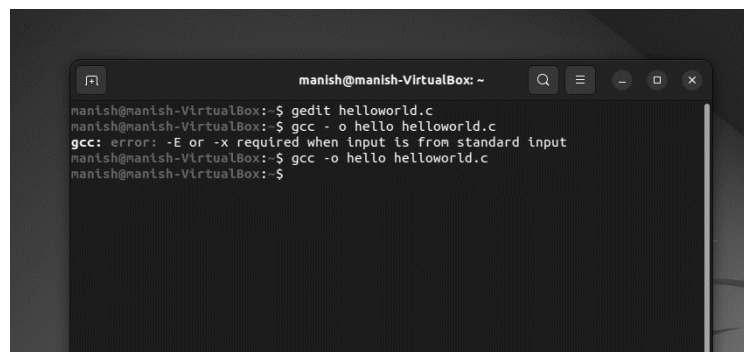 manish@manish-VirtualBox: ~
manish@manish-VirtualBox:~$ gedit helloworld.c
manish@manish-VirtualBox:~$ gcc - o hello helloworld.c
gcc: error: -E or -x required when input is from standard input
manish@manish-VirtualBox:~$ gcc -o hello helloworld.c
manish@manish-VirtualBox:~$